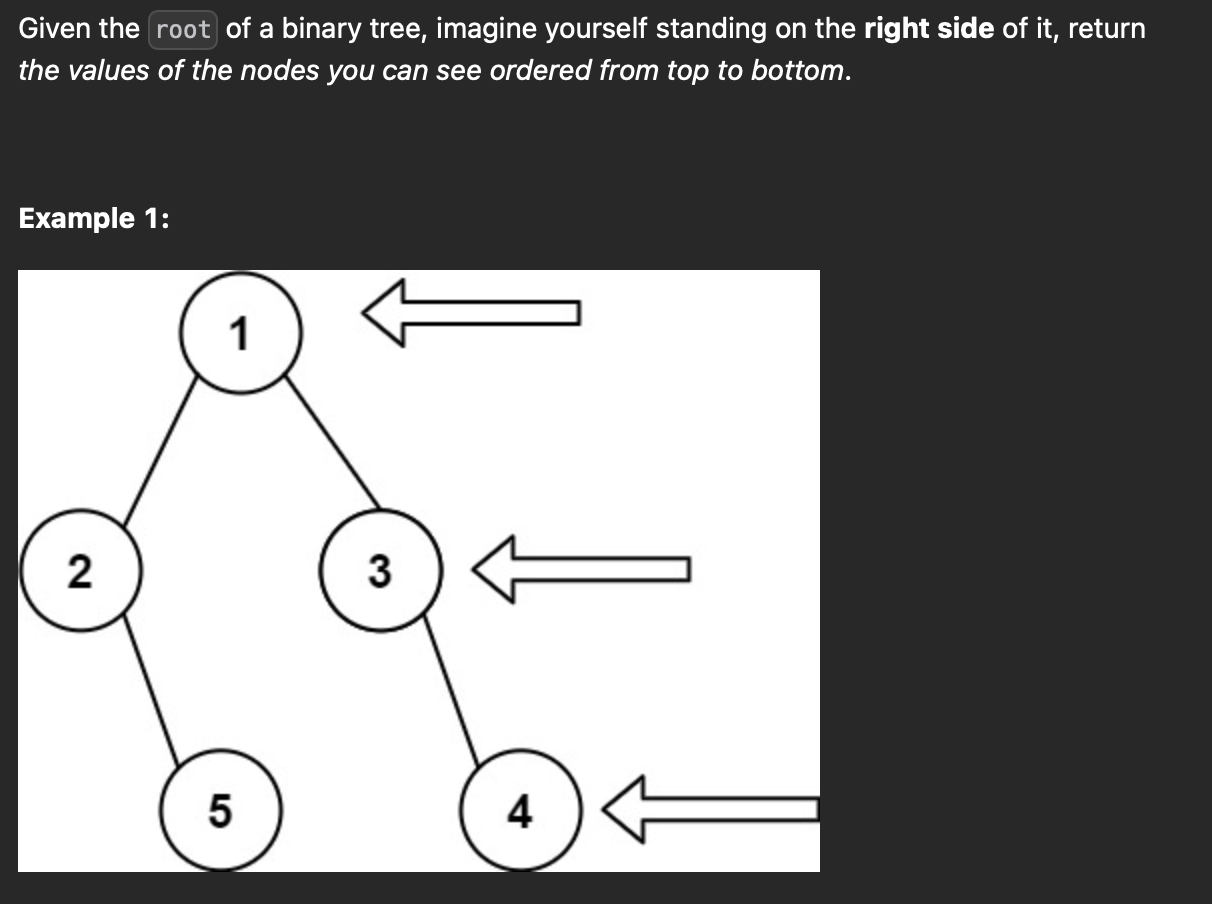 Given the root of a binary tree, imagine yourself standing on the right side of it, return
the values of the nodes you can see ordered from top to bottom.
Example 1:
1
2 3
5 4